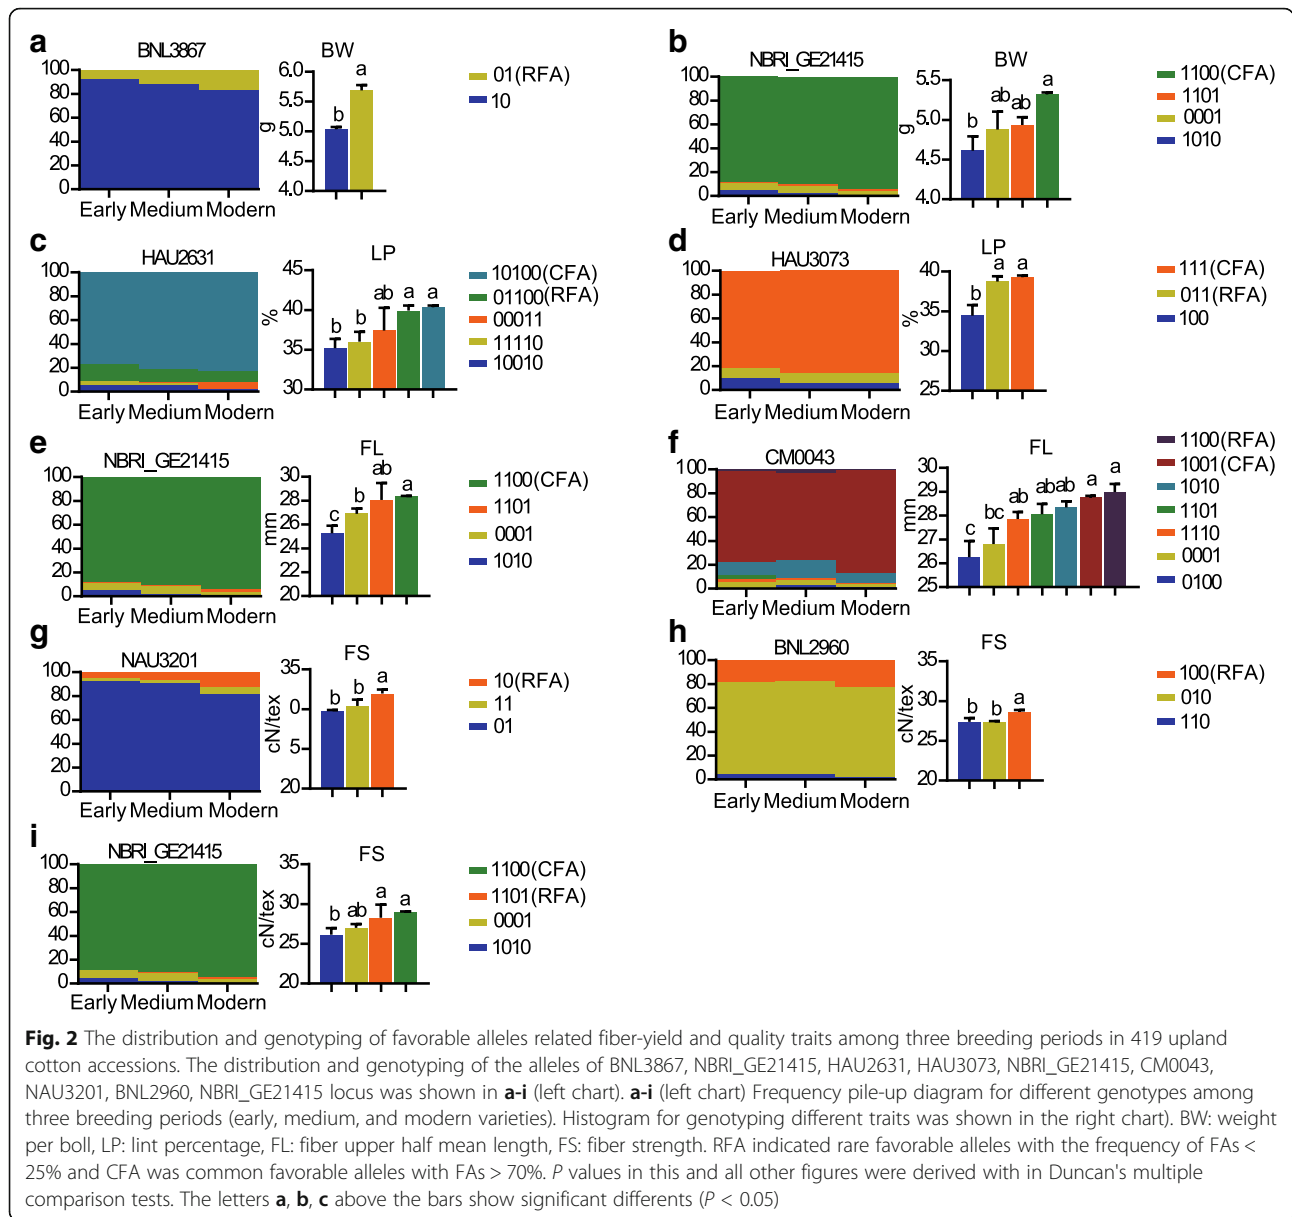 a
BNL3867
BW
100
80
60
40
20
0
Early Medium Modern
g
6.0
5.5
5.0
4.5
4.0
b
a
01(RFA)
10
b
NBRI_GE21415
BW
100
80
60
40
20
0
Early Medium Modern
g
5.5
5.0
4.5
4.0
b
ab
ab
a
1100(CFA)
1101
0001
1010
c
HAU2631
LP
100
80
60
40
20
0
Early Medium Modern
%
45
40
35
30
b
b
ab
a
a
10100(CFA)
01100(RFA)
00011
11110
10010
d
HAU3073
LP
100
80
60
40
20
0
Early Medium Modern
%
40
35
30
25
b
a
a
111(CFA)
011(RFA)
100
e
NBRI_GE21415
FL
100
80
60
40
20
0
Early Medium Modern
mm
30
28
26
24
22
20
c
b
ab
a
1100(CFA)
1101
0001
1010
f
CM0043
FL
100
80
60
40
20
0
Early Medium Modern
mm
30
29
28
27
26
25
c
bc
ab
ab
ab
a
a
1100(RFA)
1001(CFA)
1010
1101
1110
0001
0100
g
NAU3201
FS
100
80
60
40
20
0
Early Medium Modern
cN/tex
35
0
5
20
b
b
a
10(RFA)
11
01
h
BNL2960
FS
100
80
60
40
20
0
Early Medium Modern
cN/tex
35
30
25
20
b
b
a
100(RFA)
010
110
i
NBRI_GE21415
FS
100
80
60
40
20
0
Early Medium Modern
cN/tex
35
30
25
20
b
ab
a
a
1100(CFA)
1101(RFA)
0001
1010
Fig. 2 The distribution and genotyping of favorable alleles related fiber-yield and quality traits among three breeding periods in 419 upland
cotton accessions. The distribution and genotyping of the alleles of BNL3867, NBRI_GE21415, HAU2631, HAU3073, NBRI_GE21415, CM0043,
NAU3201, BNL2960, NBRI_GE21415 locus was shown in a-i (left chart). a-i (left chart) Frequency pile-up diagram for different genotypes among
three breeding periods (early, medium, and modern varieties). Histogram for genotyping different traits was shown in the right chart). BW: weight
per boll, LP: lint percentage, FL: fiber upper half mean length, FS: fiber strength. RFA indicated rare favorable alleles with the frequency of FAs <
25% and CFA was common favorable alleles with FAs > 70%. P values in this and all other figures were derived with in Duncan's multiple
comparison tests. The letters a, b, c above the bars show significant differents (P < 0.05)